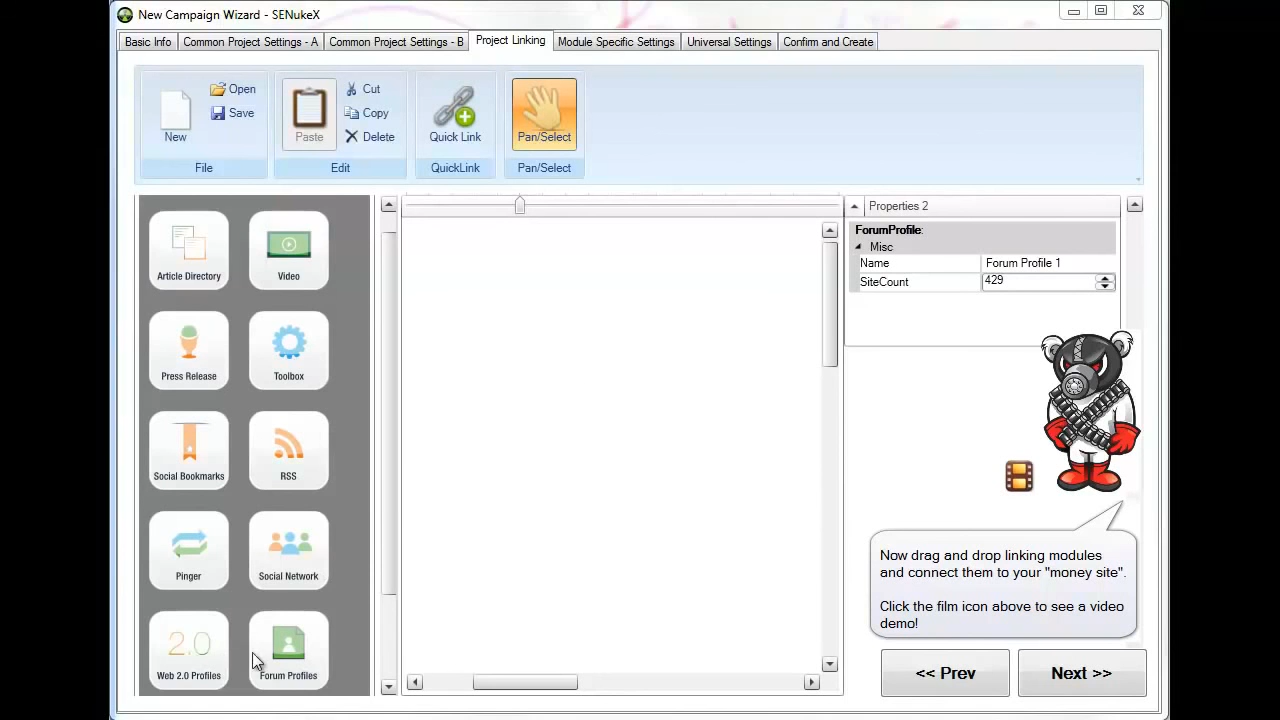 New Campaign Wizard - SENukeX
Basic Info
Common Project Settings - A
Common Project Settings - B
Project Linking
Module Specific Settings
Universal Settings
Confirm and Create
New
Open
Save
File
Paste
Cut
Copy
Delete
Edit
Quick Link
QuickLink
Pan/Select
Pan/Select
Article Directory
Video
Press Release
Toolbox
Social Bookmarks
RSS
Pinger
Social Network
2.0
Web 2.0 Profiles
Forum Profiles
Properties 2
ForumProfile:
Misc
Name Forum Profile 1
SiteCount 429
Now drag and drop linking modules
and connect them to your "money site".
Click the film icon above to see a video
demo!
<< Prev
Next >>